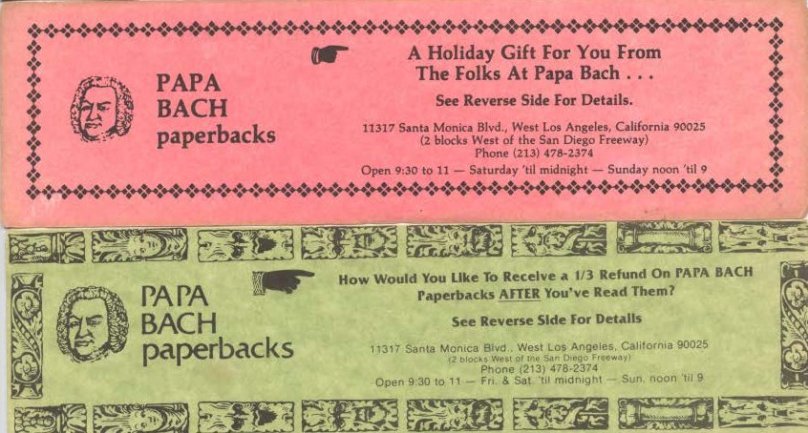 PAPA
BACH
paperbacks
A Holiday Gift For You From
The Folks At Papa Bach . . .
See Reverse Side For Details.
11317 Santa Monica Blvd., West Los Angeles, California 90025
(2 blocks West of the San Diego Freeway)
Phone (213) 478-2374
Open 9:30 to 11 — Saturday 'til midnight — Sunday noon 'til 9
PAPA
BACH
paperbacks
How Would You Like To Receive a 1/3 Refund On PAPA BACH
Paperbacks AFTER You've Read Them?
See Reverse Side For Details
11317 Santa Monica Blvd., West Los Angeles, California 90025
(2 blocks West of the San Diego Freeway)
Phone (213) 478-2374
Open 9:30 to 11 — Fri. & Sat. 'til midnight — Sun. noon 'til 9